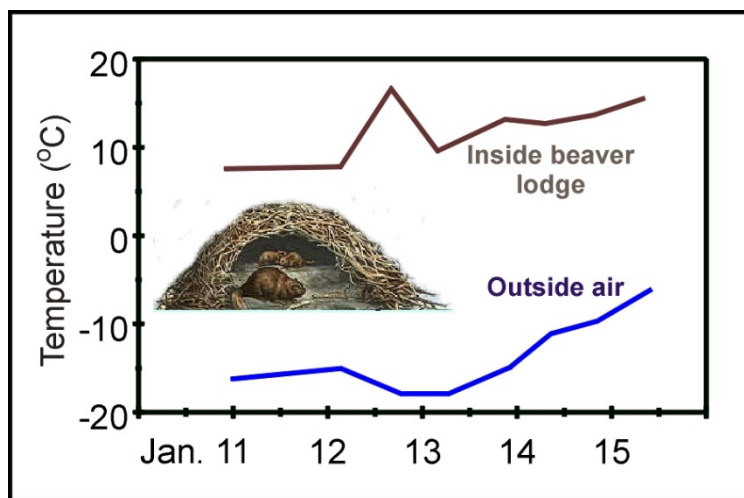 20
10
0
-10
-20
Temperature (°C)
Inside beaver
lodge
Outside air
Jan. 11 12 13 14 15